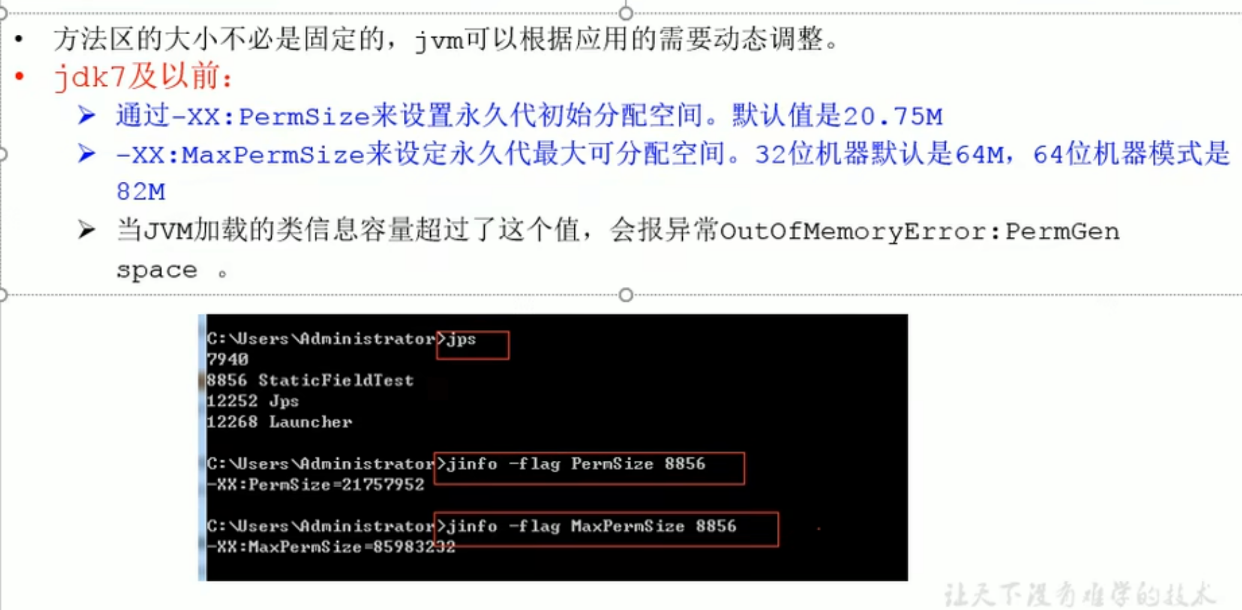 • 方法区的大小不必是固定的，jvm可以根据应用的需要动态调整。
• jdk7及以前：
➢ 通过-XX:PermSize来设置永久代初始分配空间。默认值是20.75M
➢ -XX:MaxPermSize来设定永久代最大可分配空间。32位机器默认是64M，64位机器模式是
82M
➢ 当JVM加载的类信息容量超过了这个值，会报异常OutOfMemoryError:PermGen
space 。
C:\Users\Administrator>jps
7940
8856 StaticFieldTest
12252 Jps
12268 Launcher
C:\Users\Administrator>jinfo -flag PermSize 8856
-XX:PermSize=21757952
C:\Users\Administrator>jinfo -flag MaxPermSize 8856
-XX:MaxPermSize=85983232
让天下没有难学的技术